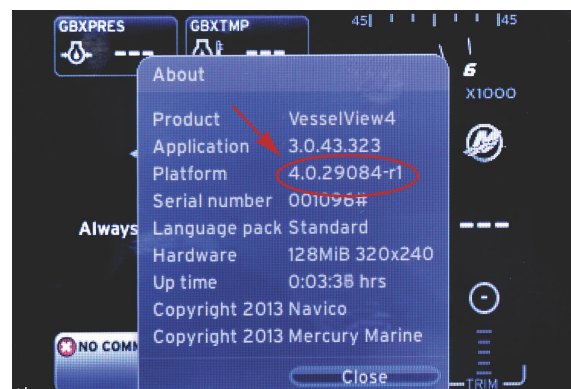 GBXPRES
GBXTMP
45
45
---
---
6
X1000
About
Product VesselView4
Application 3.0.43.323
Platform 4.0.29084-r1
Serial number 001096#
Always
Language pack Standard
---
Hardware 128MiB 320x240
Up time 0:03:38 hrs
Copyright 2013 Navico
NO COMM
Copyright 2013 Mercury Marine
Close
TRIM